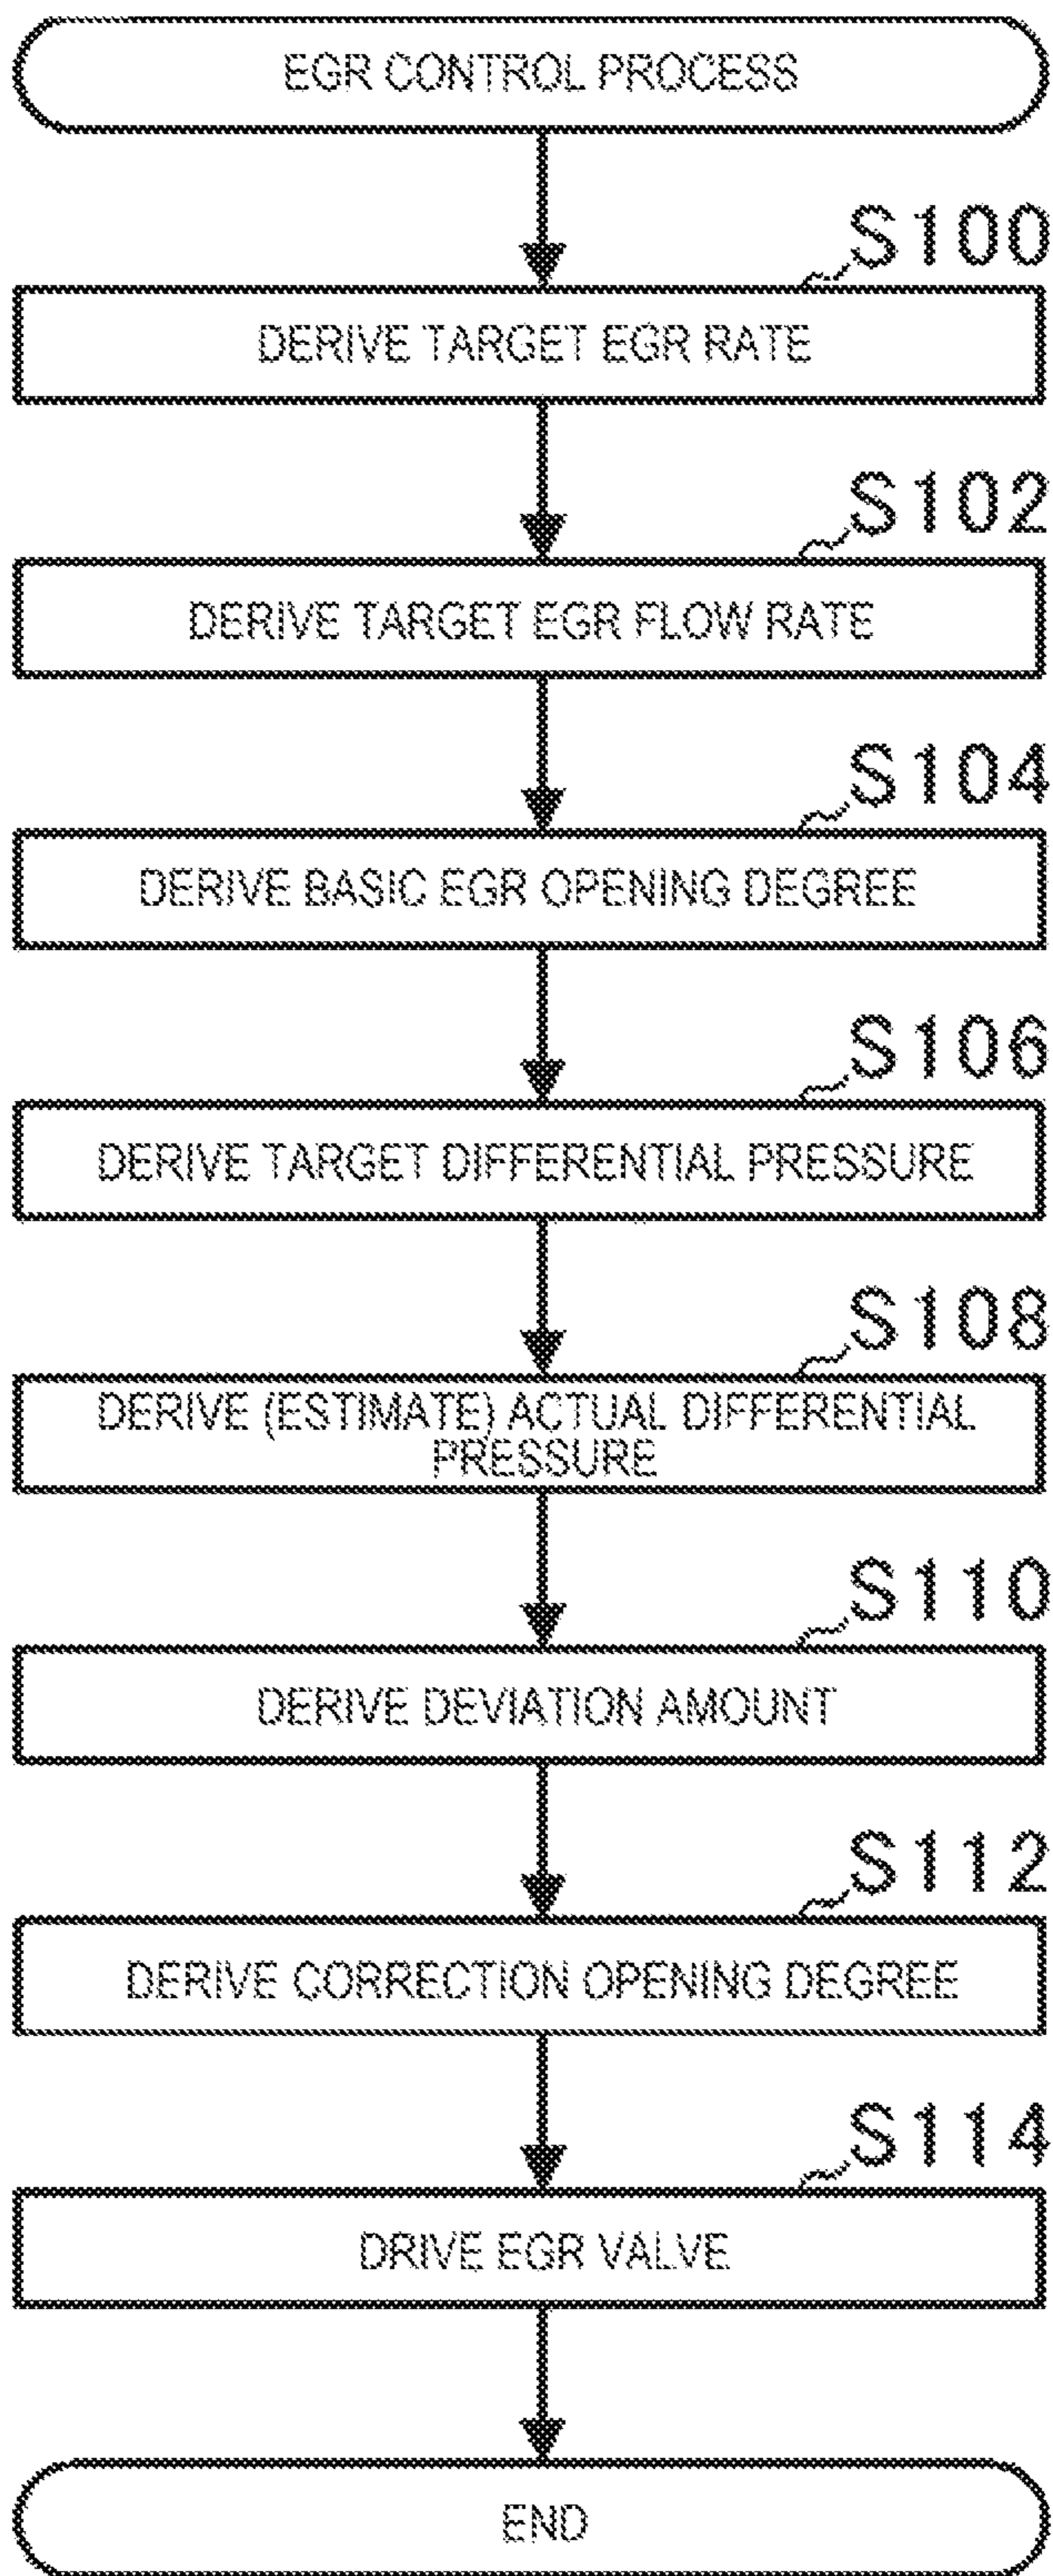 EGR CONTROL PROCESS
S100
DERIVE TARGET EGR RATE
S102
DERIVE TARGET EGR FLOW RATE
S104
DERIVE BASIC EGR OPENING DEGREE
S106
DERIVE TARGET DIFFERENTIAL PRESSURE
S108
DERIVE (ESTIMATE) ACTUAL DIFFERENTIAL
PRESSURE
S110
DERIVE DEVIATION AMOUNT
S112
DERIVE CORRECTION OPENING DEGREE
S114
DRIVE EGR VALVE
END